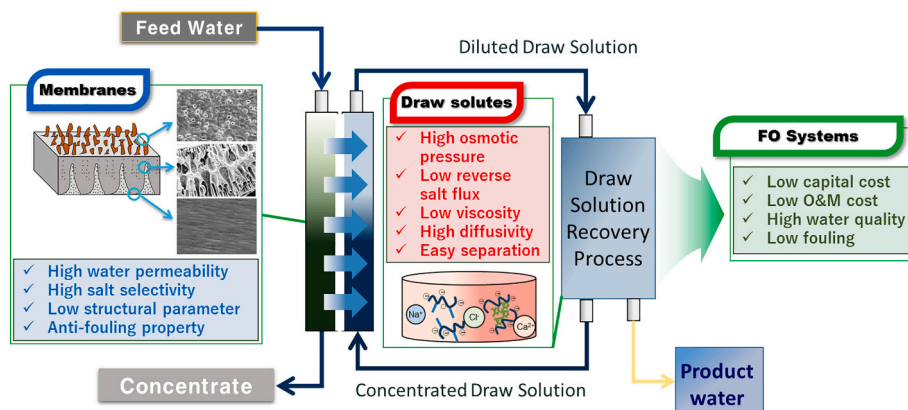 Feed Water
Diluted Draw Solution
Membranes
✓ High water permeability
✓ High salt selectivity
✓ Low structural parameter
✓ Anti-fouling property
Draw solutes
✓ High osmotic
pressure
✓ Low reverse
salt flux
✓ Low viscosity
✓ High diffusivity
✓ Easy separation
Na⁺
Cl⁻
Ca²⁺
Draw
Solution
Recovery
Process
FO Systems
✓ Low capital cost
✓ Low O&M cost
✓ High water quality
✓ Low fouling
Concentrate
Concentrated Draw Solution
Product
water